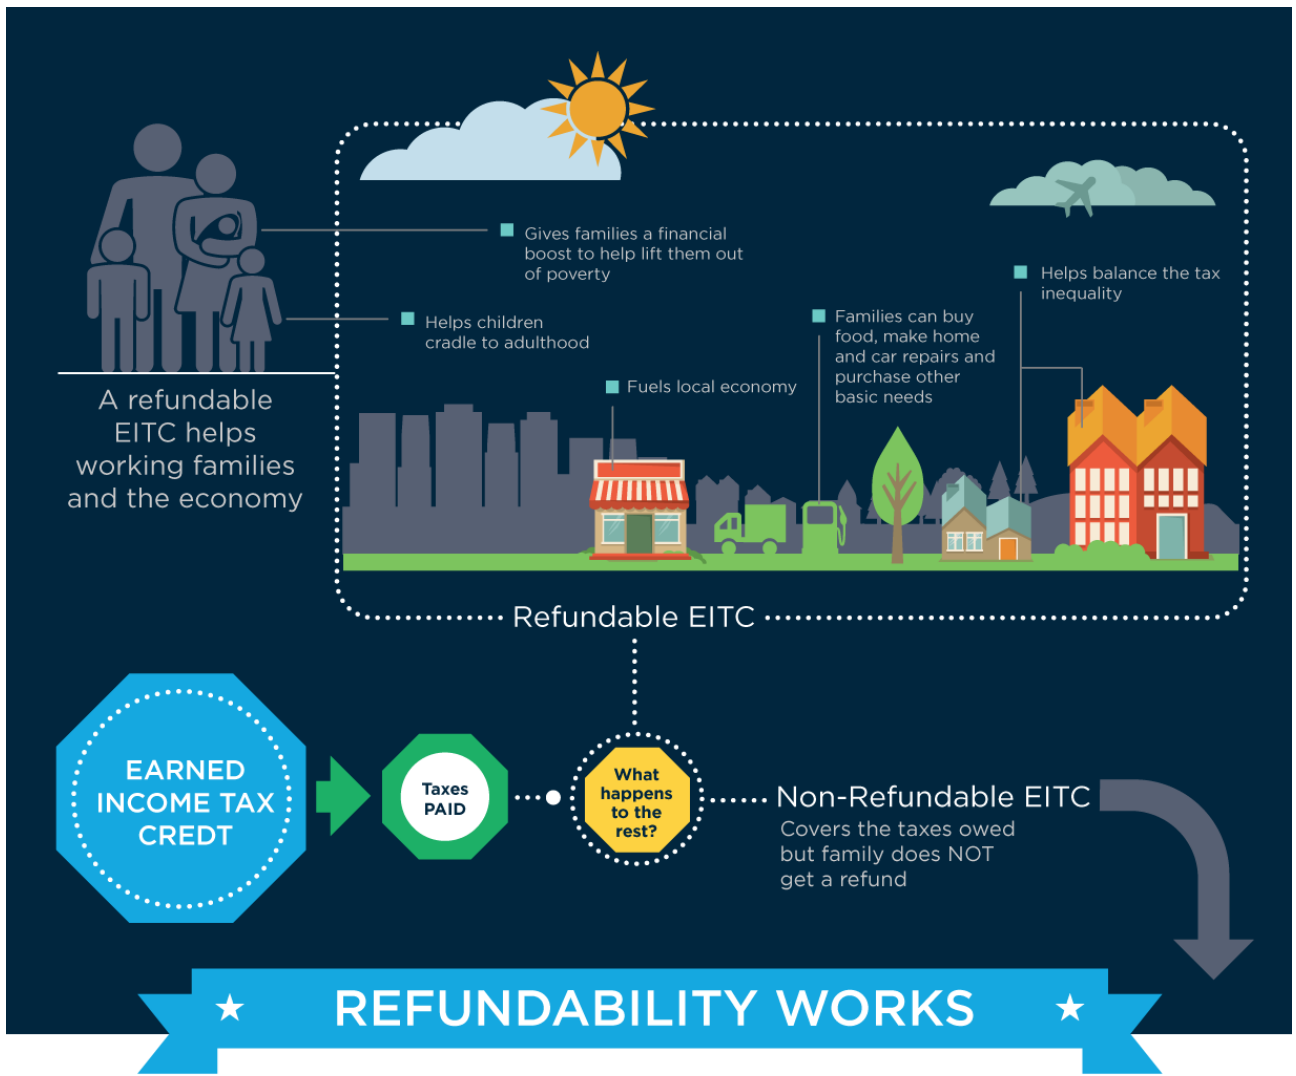 Gives families a financial
boost to help lift them out
of poverty
Helps children
cradle to adulthood
Fuels local economy
Families can buy
food, make home
and car repairs and
purchase other
basic needs
Helps balance the tax
inequality
A refundable
EITC helps
working families
and the economy
Refundable EITC
EARNED
INCOME TAX
CREDT
Taxes
PAID
What
happens
to the
rest?
Non-Refundable EITC
Covers the taxes owed
but family does NOT
get a refund
REFUNDABILITY WORKS